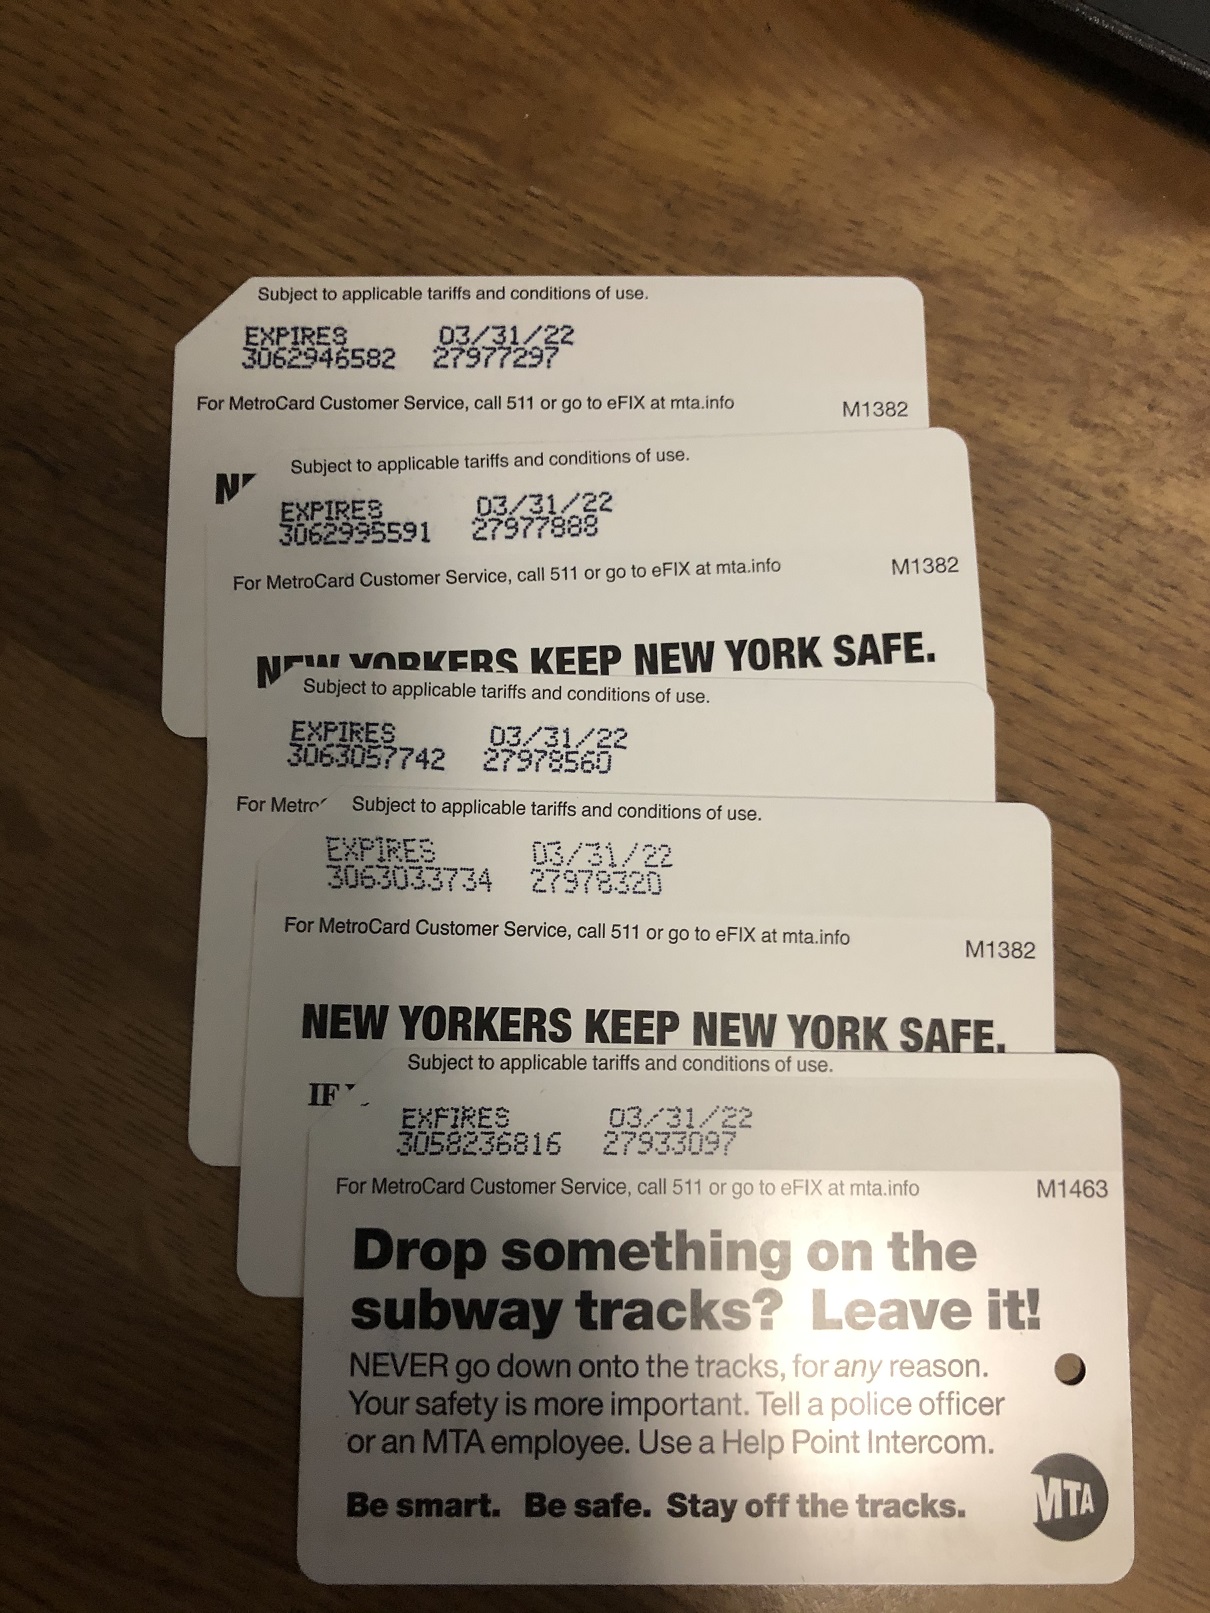 Subject to applicable tariffs and conditions of use.
EXPIRES 03/31/22
3062946582 27977297
For MetroCard Customer Service, call 511 or go to eFIX at mta.info
M1382
Subject to applicable tariffs and conditions of use.
EXPIRES 03/31/22
3062995591 27977888
For MetroCard Customer Service, call 511 or go to eFIX at mta.info
M1382
NEW YORKERS KEEP NEW YORK SAFE.
Subject to applicable tariffs and conditions of use.
EXPIRES 03/31/22
3063057742 27978560
For Metro
Subject to applicable tariffs and conditions of use.
EXPIRES 03/31/22
3063033734 27978320
For MetroCard Customer Service, call 511 or go to eFIX at mta.info
M1382
NEW YORKERS KEEP NEW YORK SAFE.
IF
Subject to applicable tariffs and conditions of use.
EXPIRES 03/31/22
3058236816 27933097
For MetroCard Customer Service, call 511 or go to eFIX at mta.info
M1463
Drop something on the
subway tracks? Leave it!
NEVER go down onto the tracks, for any reason.
Your safety is more important. Tell a police officer
or an MTA employee. Use a Help Point Intercom.
Be smart. Be safe. Stay off the tracks.
MTA